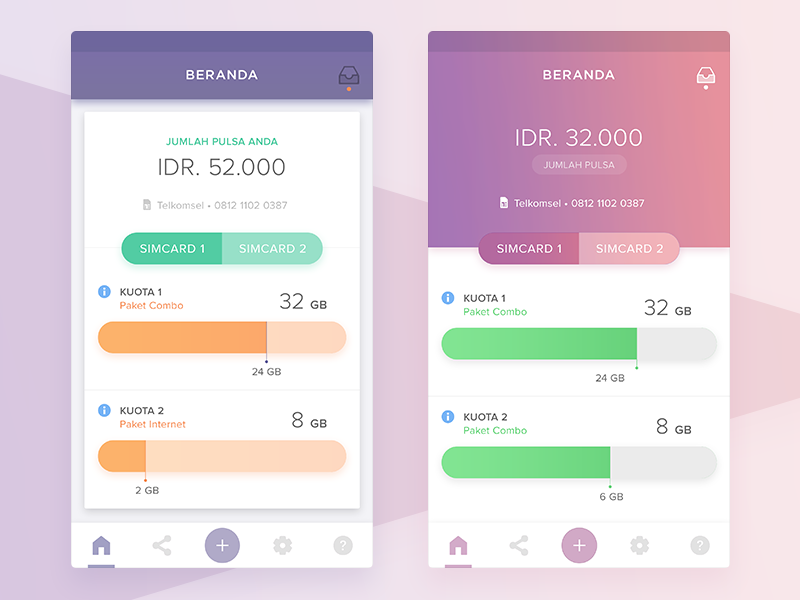 BERANDA
JUMLAH PULSA ANDA
IDR. 52.000
Telkomsel • 0812 1102 0387
SIMCARD 1 SIMCARD 2
KUOTA 1
Paket Combo
32 GB
24 GB
KUOTA 2
Paket Internet
8 GB
2 GB
BERANDA
IDR. 32.000
JUMLAH PULSA
Telkomsel • 0812 1102 0387
SIMCARD 1 SIMCARD 2
KUOTA 1
Paket Combo
32 GB
24 GB
KUOTA 2
Paket Combo
8 GB
6 GB